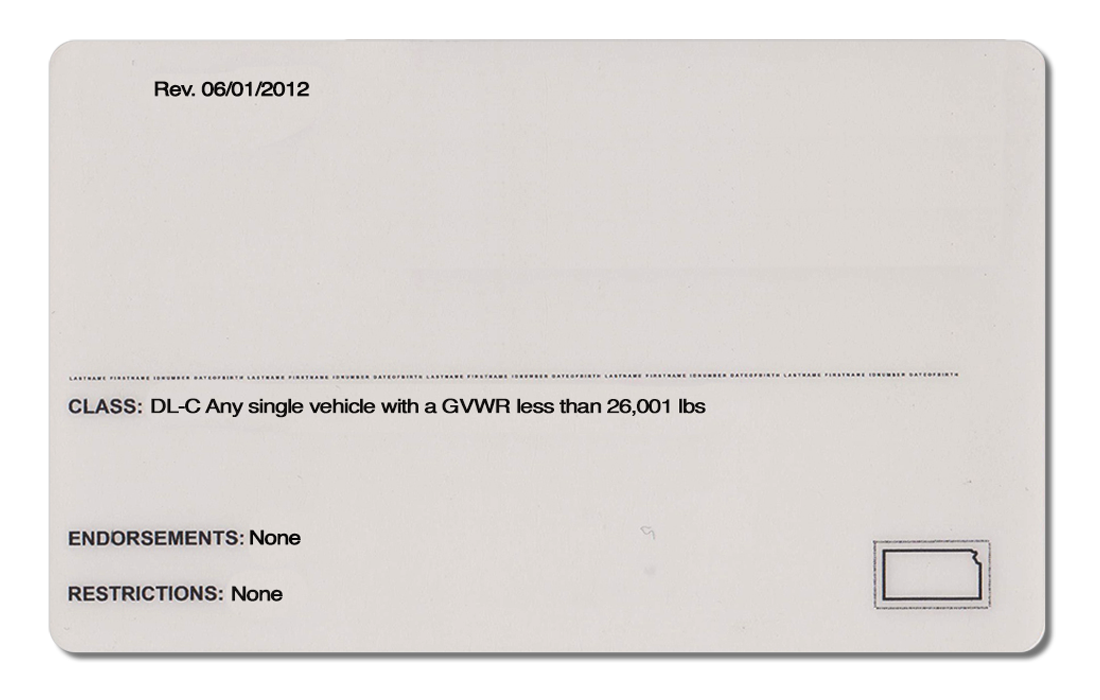 Rev. 06/01/2012
LASTNAME FIRSTNAME IDNUMBER DATEOFBIRTH LASTNAME FIRSTNAME IDNUMBER DATEOFBIRTH LASTNAME FIRSTNAME IDNUMBER DATEOFBIRTH LASTNAME FIRSTNAME IDNUMBER DATEOFBIRTH LASTNAME FIRSTNAME IDNUMBER DATEOFBIRTH
CLASS: DL-C Any single vehicle with a GVWR less than 26,001 lbs
ENDORSEMENTS: None
RESTRICTIONS: None